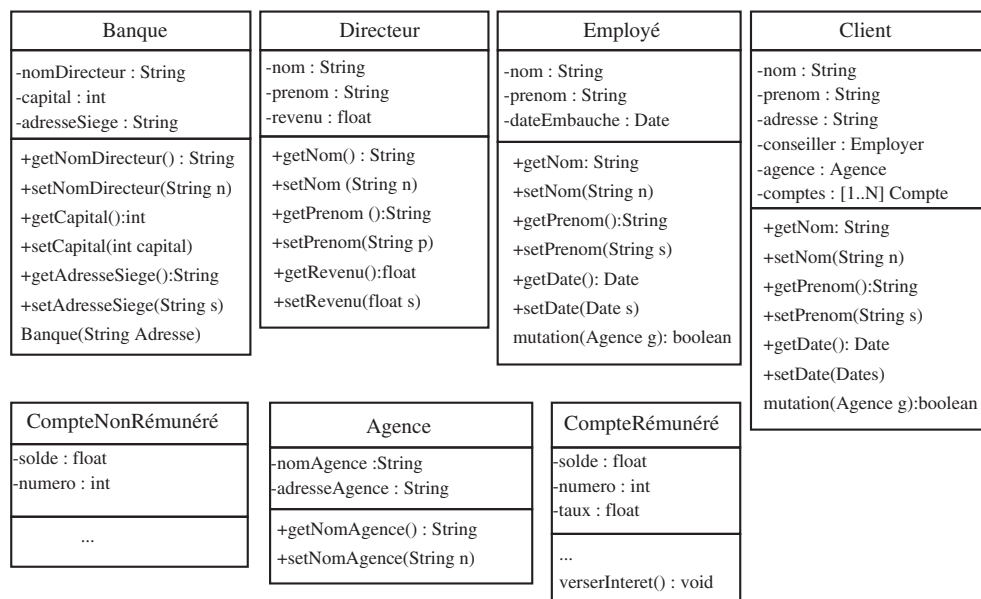 Banque
-nomDirecteur : String
-capital : int
-adresseSiege : String
+getNomDirecteur() : String
+setNomDirecteur(String n)
+getCapital():int
+setCapital(int capital)
+getAdresseSiege():String
+setAdresseSiege(String s)
Banque(String Adresse)
Directeur
-nom : String
-prenom : String
-revenu : float
+getNom() : String
+setNom (String n)
+getPrenom ():String
+setPrenom(String p)
+getRevenu():float
+setRevenu(float s)
Employé
-nom : String
-prenom : String
-dateEmbauche : Date
+getNom: String
+setNom(String n)
+getPrenom():String
+setPrenom(String s)
+getDate(): Date
+setDate(Date s)
mutation(Agence g): boolean
Client
-nom : String
-prenom : String
-adresse : String
-conseiller : Employer
-agence : Agence
-comptes : [1..N] Compte
+getNom: String
+setNom(String n)
+getPrenom():String
+setPrenom(String s)
+getDate(): Date
+setDate(Dates)
mutation(Agence g):boolean
CompteNonRémunéré
-solde : float
-numero : int
...
Agence
-nomAgence :String
-adresseAgence : String
+getNomAgence() : String
+setNomAgence(String n)
CompteRémunéré
-solde : float
-numero : int
-taux : float
...
verserInteret() : void